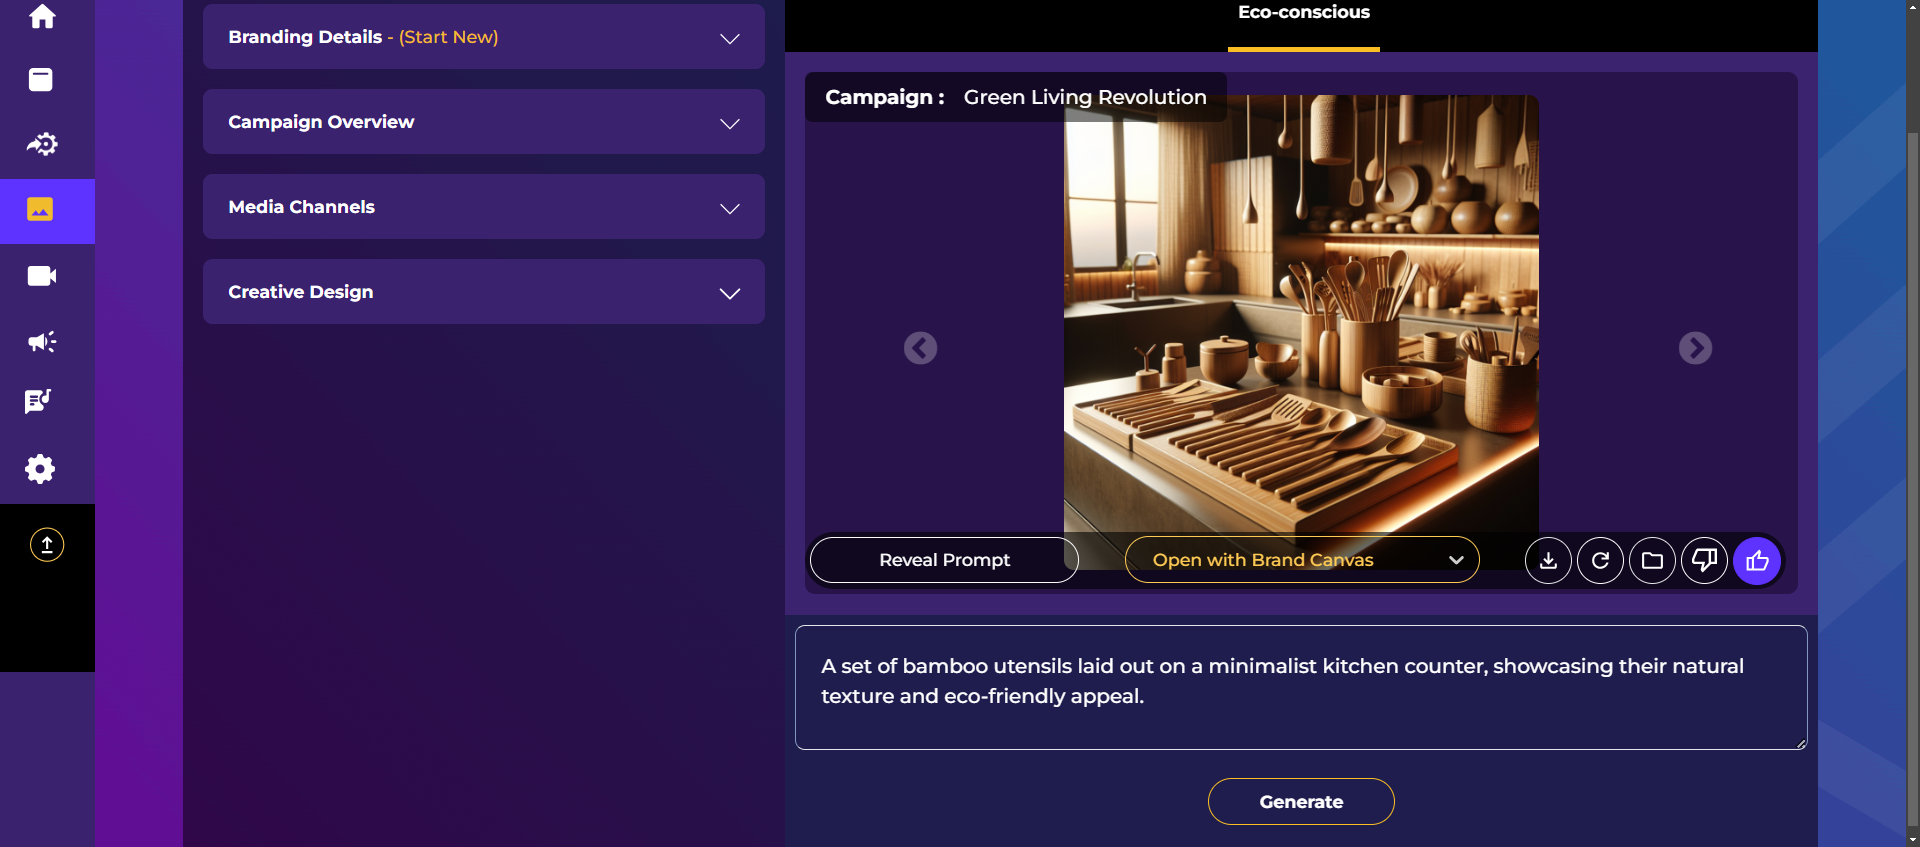 Branding Details - (Start New)
Campaign Overview
Media Channels
Creative Design
Eco-conscious
Campaign : Green Living Revolution
Reveal Prompt
Open with Brand Canvas
A set of bamboo utensils laid out on a minimalist kitchen counter, showcasing their natural
texture and eco-friendly appeal.
Generate